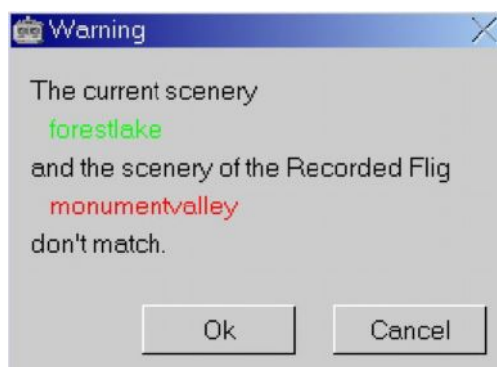 Warning
The current scenery
forestlake
and the scenery of the Recorded Flig
monumentvalley
don't match.
Ok Cancel